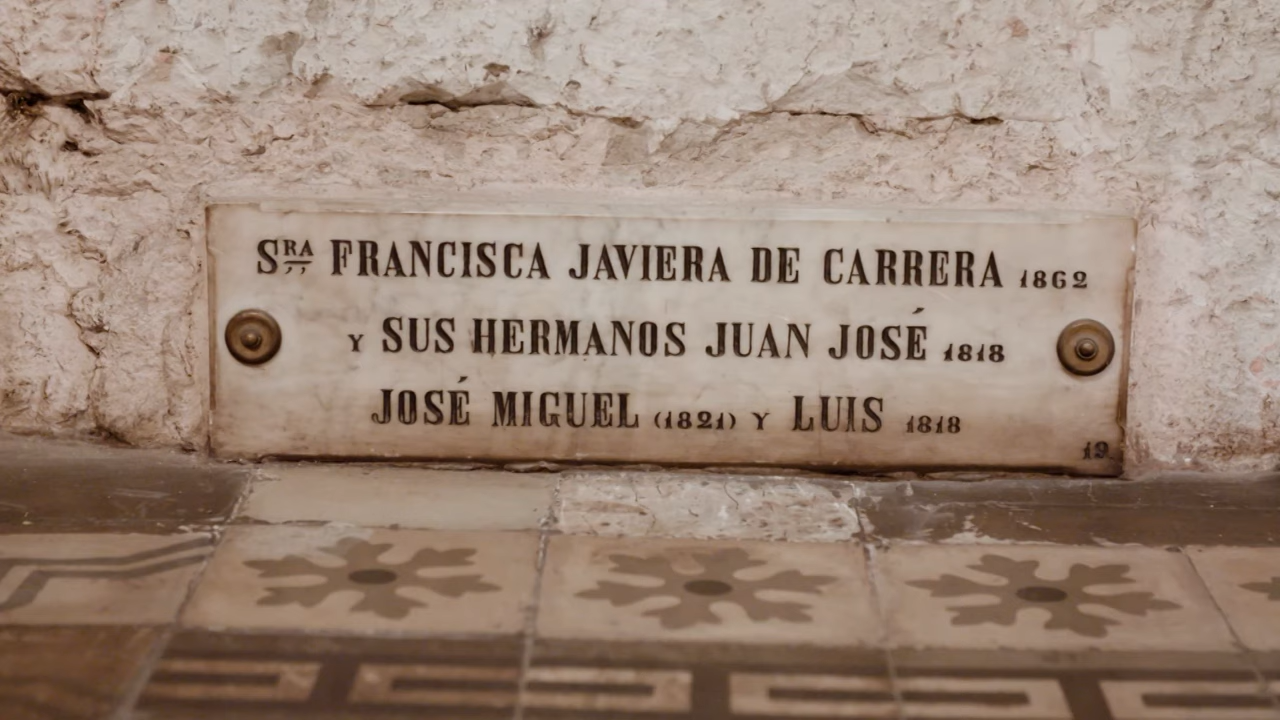 SRA FRANCISCA JAVIERA DE CARRERA 1862
Y SUS HERMANOS JUAN JOSÉ 1818
JOSÉ MIGUEL (1821) Y LUIS 1818
19